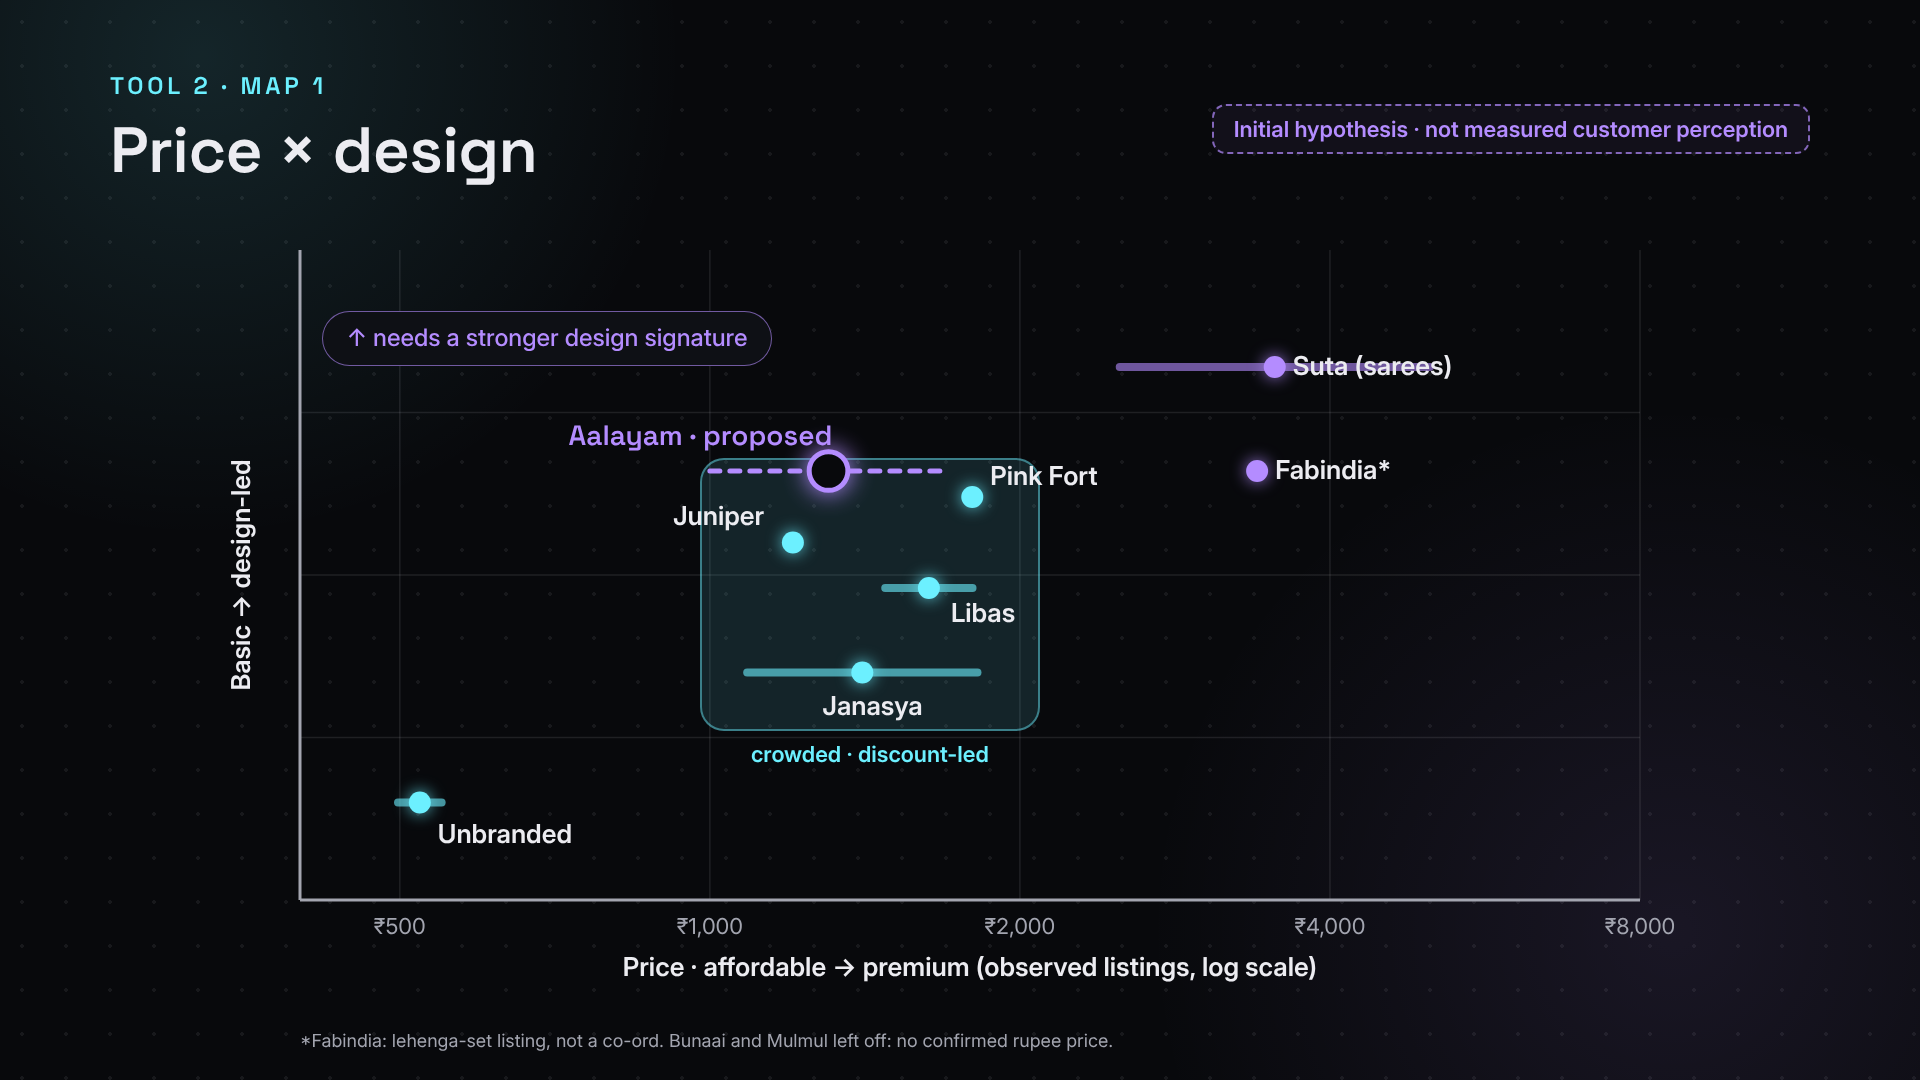 TOOL 2 · MAP 1
Price × design
Initial hypothesis · not measured customer perception
↑ needs a stronger design signature
Suta (sarees)
Aalayam · proposed
Pink Fort
Fabindia*
Juniper
Libas
Janasya
crowded · discount-led
Unbranded
Basic → design-led
₹500
₹1,000
₹2,000
₹4,000
₹8,000
Price · affordable → premium (observed listings, log scale)
*Fabindia: lehenga-set listing, not a co-ord. Bunaai and Mulmul left off: no confirmed rupee price.